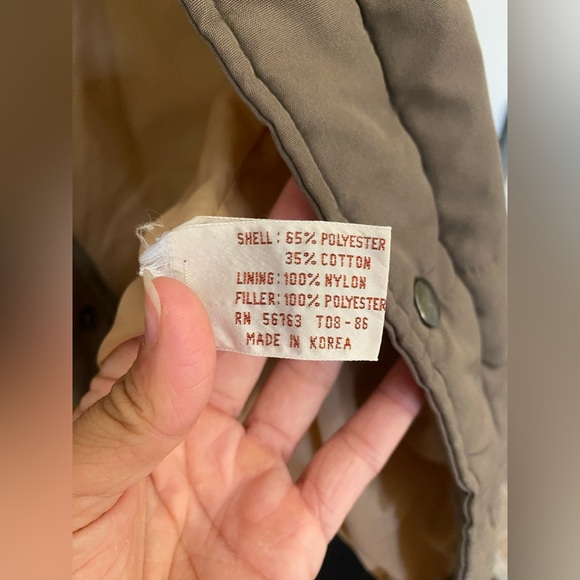 SHELL: 65% POLYESTER
35% COTTON
LINING: 100% NYLON
FILLER: 100% POLYESTER
RN 56763 T08-86
MADE IN KOREA